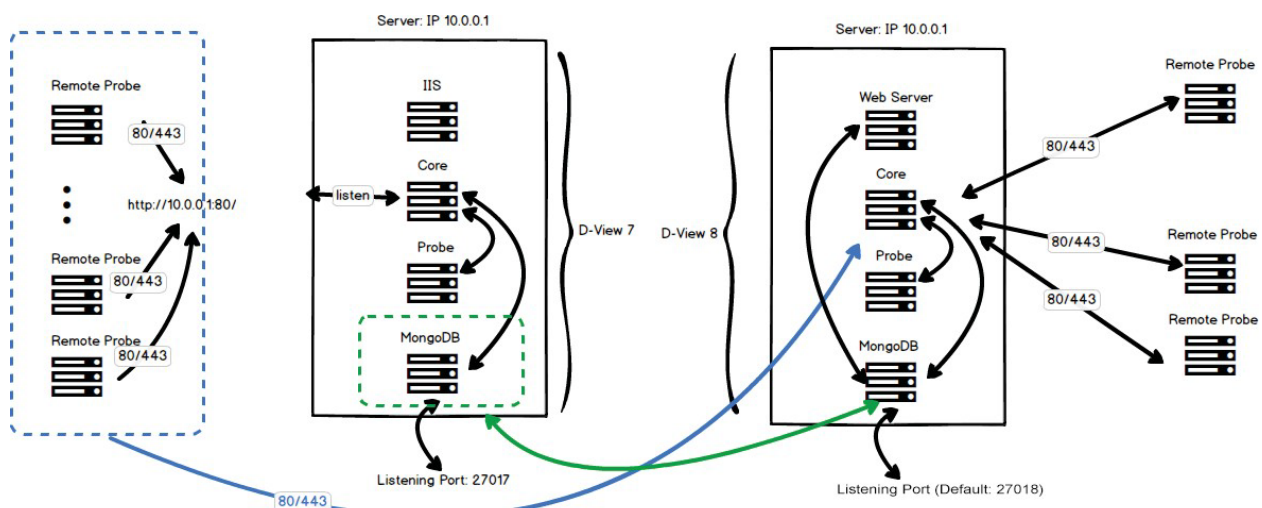 Server: IP 10.0.0.1
Remote Probe
80/443
http://10.0.0.1:80/
Remote Probe
80/443
Remote Probe
80/443
IIS
Core
listen
Probe
MongoDB
Listening Port: 27017
D-View 7
80/443
Server: IP 10.0.0.1
D-View 8
Web Server
Core
Probe
MongoDB
Listening Port (Default: 27018)
Remote Probe
80/443
Remote Probe
80/443
Remote Probe
80/443